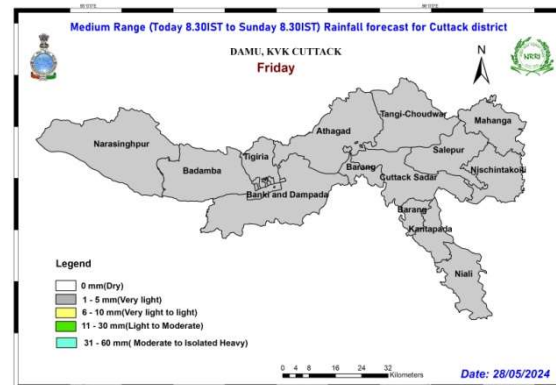 Medium Range (Today 8.30IST to Sunday 8.30IST) Rainfall forecast for Cuttack district
DAMU, KVK CUTTACK
Friday
N
NRRI
Tangi-Choudwar
Mahanga
Athagad
Narasinghpur
Tigiria
Salepur
Badamba
Barang
Nischintakoili
Cuttack Sadar
Banki and Dampada
Barang
Kantapada
Niali
Legend
0 mm(Dry)
1 - 5 mm(Very light)
6 - 10 mm(Very light to light)
11 - 30 mm(Light to Moderate)
31 - 60 mm( Moderate to Isolated Heavy)
0 4 8 16 24 32
Kilometers
Date: 28/05/2024